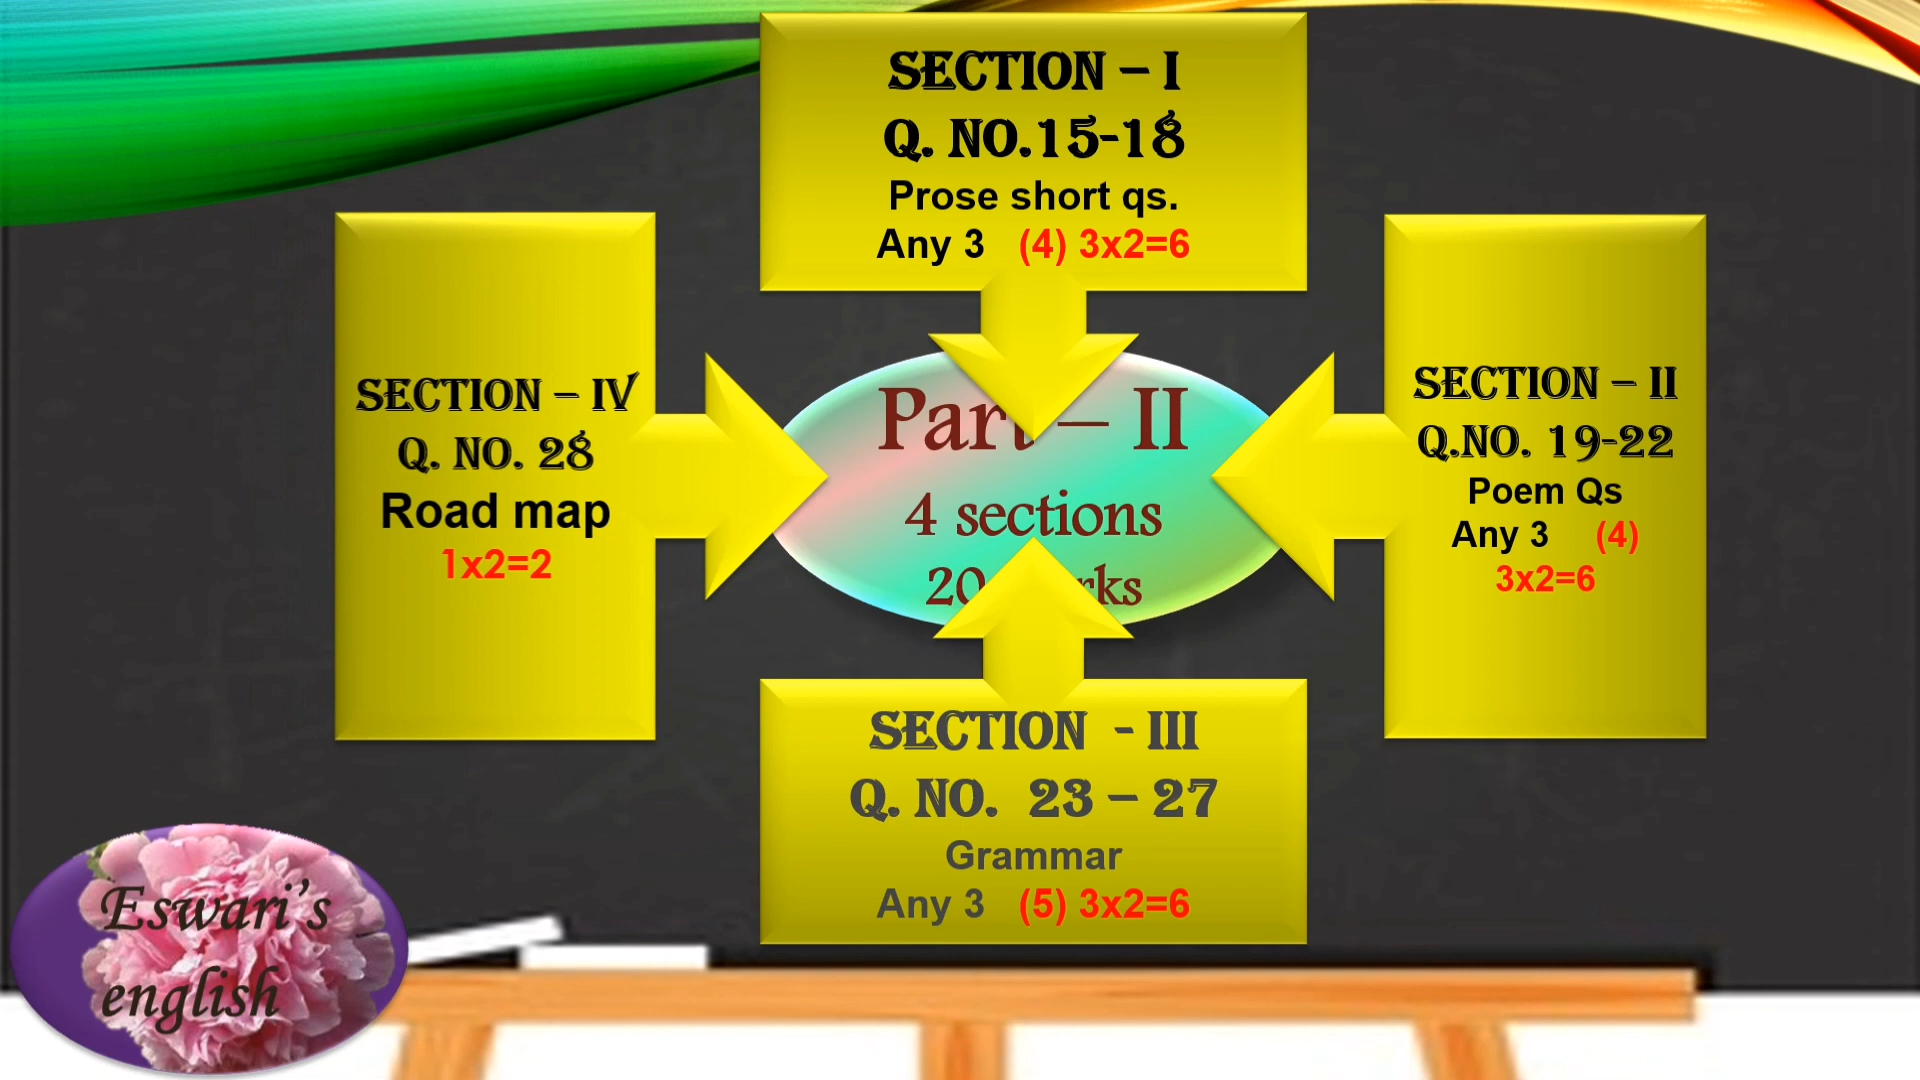 SECTION – I
Q. NO.15-18
Prose short qs.
Any 3 (4) 3x2=6
SECTION – IV
Q. NO. 28
Road map
1x2=2
Part – II
4 sections
20
SECTION – II
Q.NO. 19-22
Poem Qs
Any 3 (4)
3x2=6
SECTION - III
Q. NO. 23 – 27
Grammar
Any 3 (5) 3x2=6
Eswari's
english